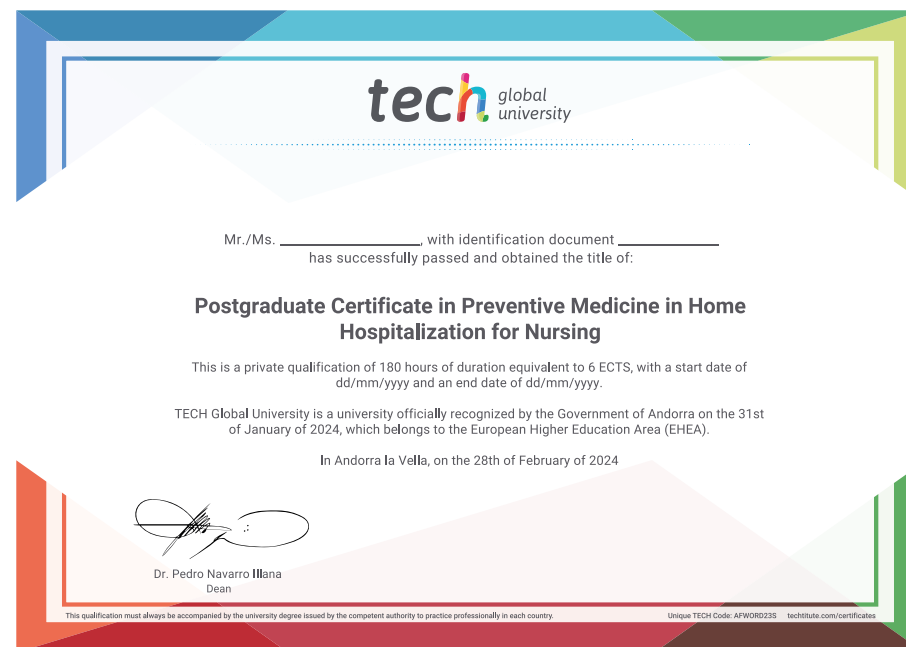 tech global
university
Mr./Ms. ____________________, with identification document ______________
has successfully passed and obtained the title of:
Postgraduate Certificate in Preventive Medicine in Home
Hospitalization for Nursing
This is a private qualification of 180 hours of duration equivalent to 6 ECTS, with a start date of
dd/mm/yyyy and an end date of dd/mm/yyyy.
TECH Global University is a university officially recognized by the Government of Andorra on the 31st
of January of 2024, which belongs to the European Higher Education Area (EHEA).
In Andorra la Vella, on the 28th of February of 2024
Dr. Pedro Navarro Illana
Dean
This qualification must always be accompanied by the university degree issued by the competent authority to practice professionally in each country.
Unique TECH Code: AFWORD23S techtitute.com/certificates